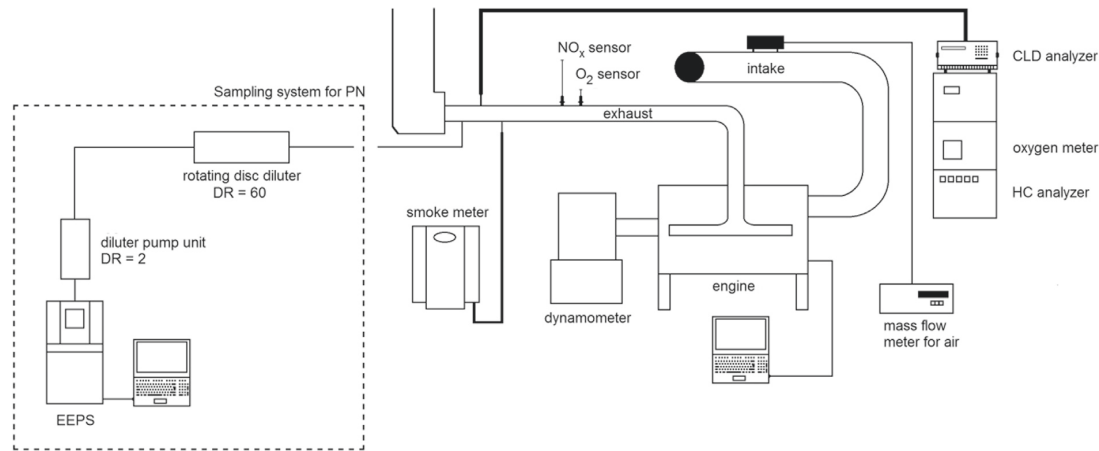 NOx sensor
O2 sensor
intake
CLD analyzer
Sampling system for PN
exhaust
oxygen meter
rotating disc diluter
DR = 60
HC analyzer
smoke meter
diluter pump unit
DR = 2
engine
dynamometer
mass flow
meter for air
EEPS